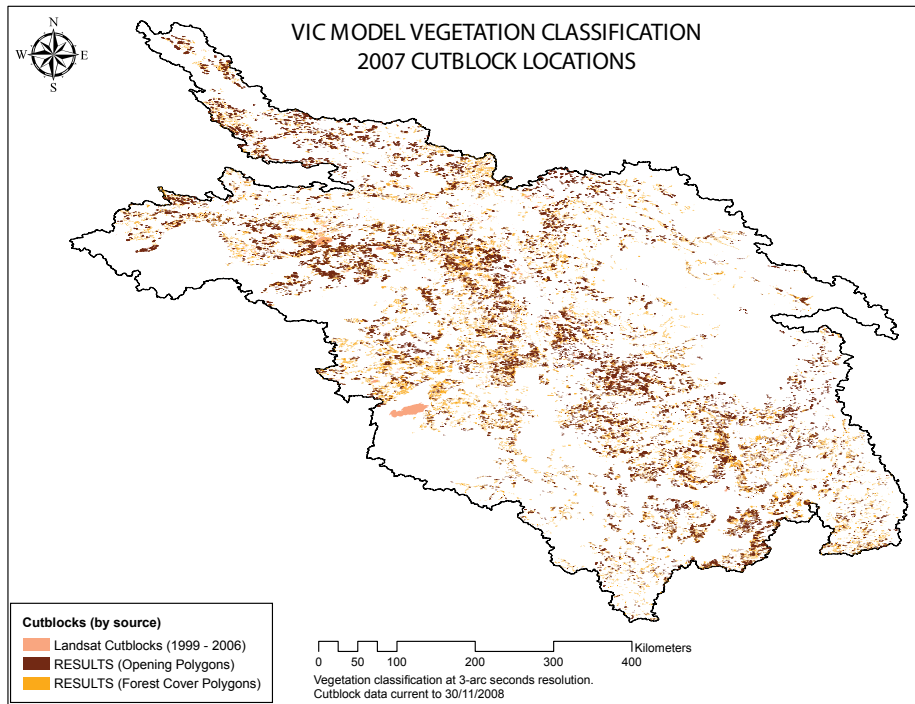 VIC MODEL VEGETATION CLASSIFICATION
2007 CUTBLOCK LOCATIONS
N
W E
S
Cutblocks (by source)
Landsat Cutblocks (1999 - 2006)
RESULTS (Opening Polygons)
RESULTS (Forest Cover Polygons)
Kilometers
0 50 100 200 300 400
Vegetation classification at 3-arc seconds resolution.
Cutblock data current to 30/11/2008